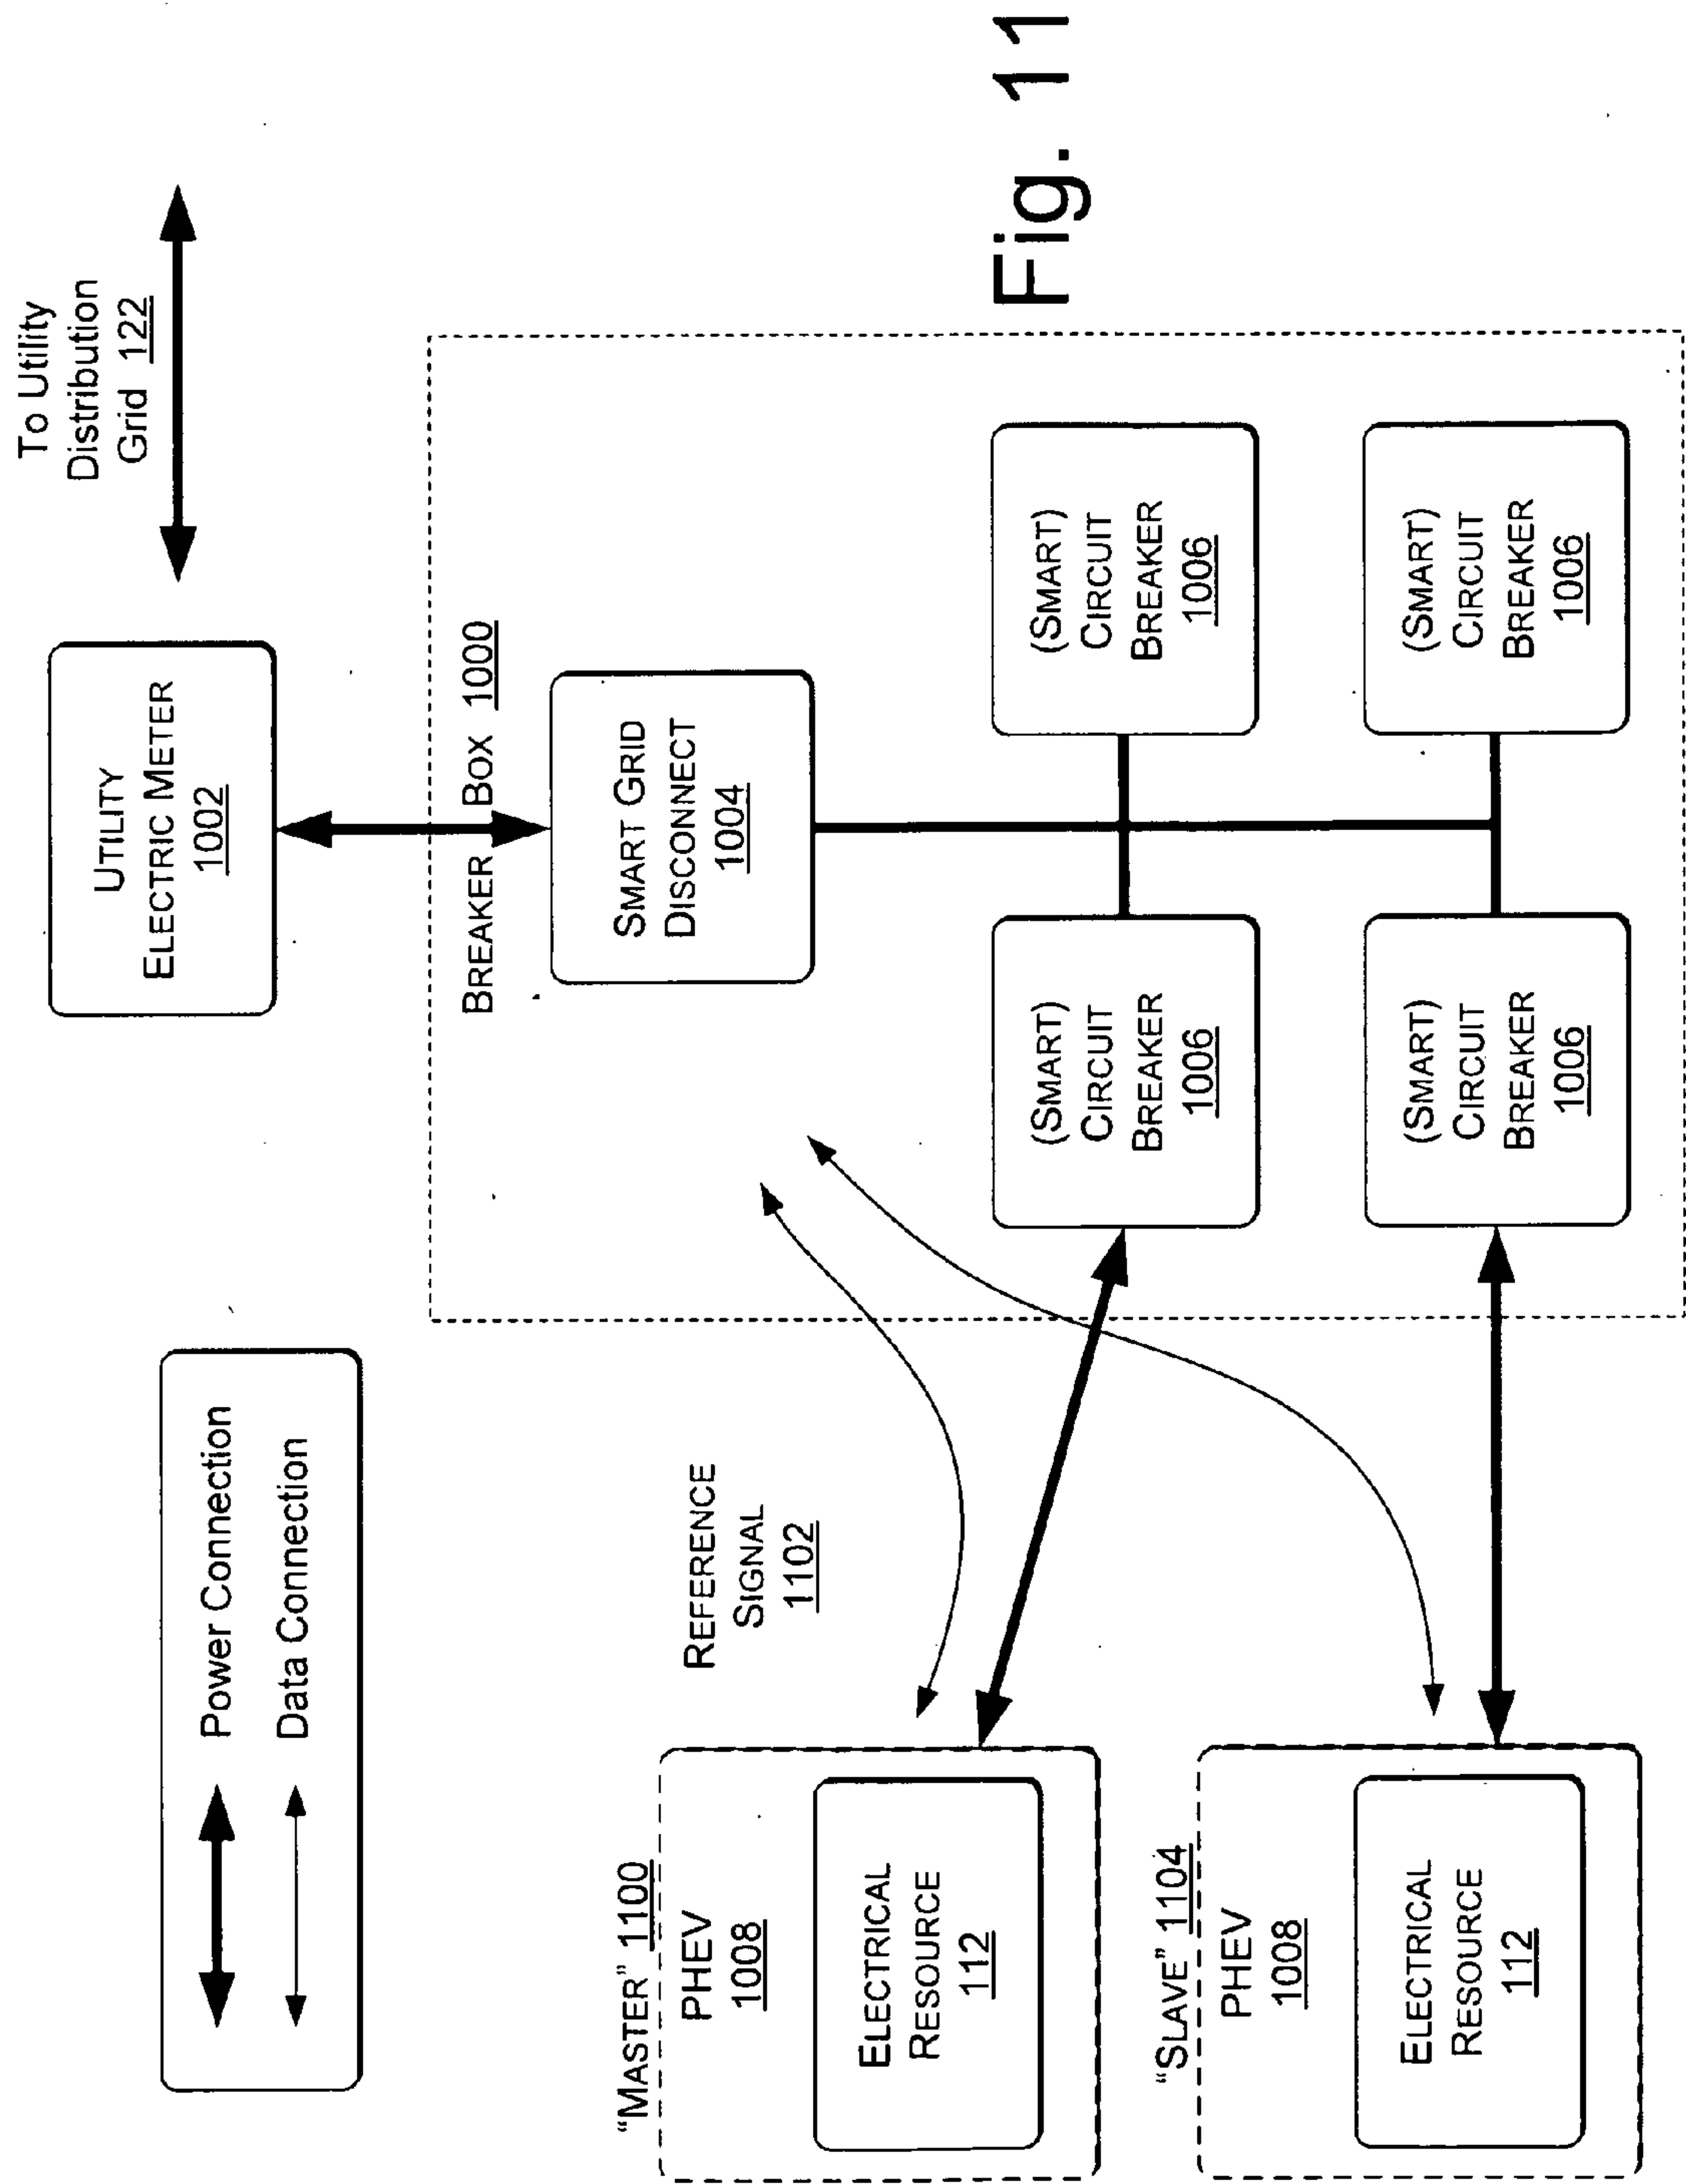 Power Connection
Data Connection
To Utility
Distribution
Grid 122
UTILITY
ELECTRIC METER
1002
BREAKER BOX 1000
SMART GRID
DISCONNECT
1004
REFERENCE
SIGNAL
1102
"MASTER" 1100
PHEV
1008
ELECTRICAL
RESOURCE
112
(SMART)
CIRCUIT
BREAKER
1006
(SMART)
CIRCUIT
BREAKER
1006
"SLAVE" 1104
PHEV
1008
ELECTRICAL
RESOURCE
112
(SMART)
CIRCUIT
BREAKER
1006
(SMART)
CIRCUIT
BREAKER
1006
Fig. 11